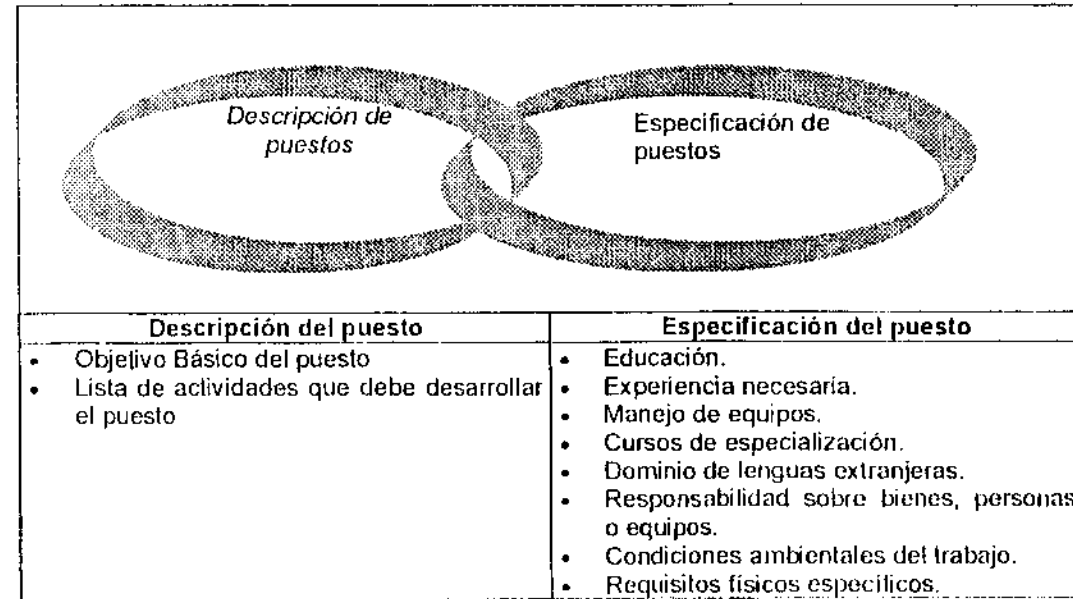 Descripción de
puestos
Especificación de
puestos
Descripción del puesto
• Objetivo Básico del puesto
• Lista de actividades que debe desarrollar
el puesto
Especificación del puesto
• Educación.
• Experiencia necesaria.
• Manejo de equipos.
• Cursos de especialización.
• Dominio de lenguas extranjeras.
• Responsabilidad sobre bienes, personas
o equipos.
• Condiciones ambientales del trabajo.
• Requisitos físicos específicos.